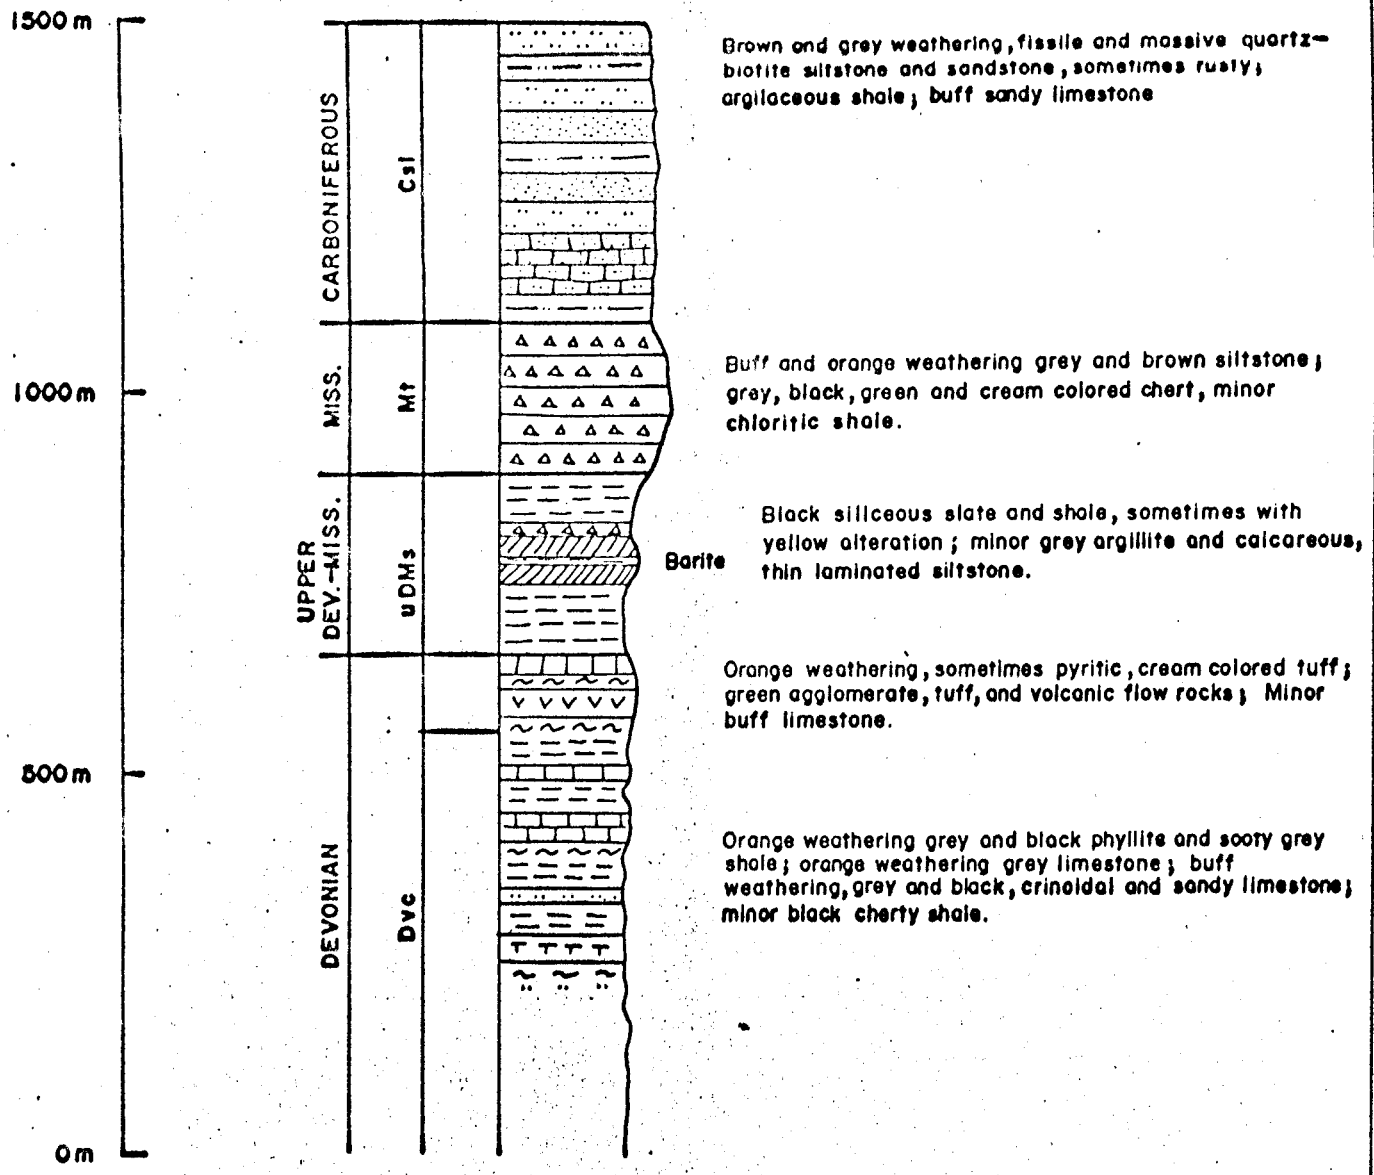 1500m
1000m
500m
0m
CARBONIFEROUS
Csl
MISS.
Mt
UPPER
DEV.-MISS.
uDMs
DEVONIAN
Dvc
Brown and grey weathering, fissile and massive quartz-
biotite siltstone and sandstone, sometimes rusty;
argilaceous shale; buff sandy limestone
Buff and orange weathering grey and brown siltstone;
grey, black, green and cream colored chert, minor
chloritic shale.
Barite
Black siliceous slate and shale, sometimes with
yellow alteration; minor grey argillite and calcareous,
thin laminated siltstone.
Orange weathering, sometimes pyritic, cream colored tuff;
green agglomerate, tuff, and volcanic flow rocks; Minor
buff limestone.
Orange weathering grey and black phyllite and sooty grey
shale; orange weathering grey limestone; buff
weathering, grey and black, crinoidal and sandy limestone;
minor black cherty shale.